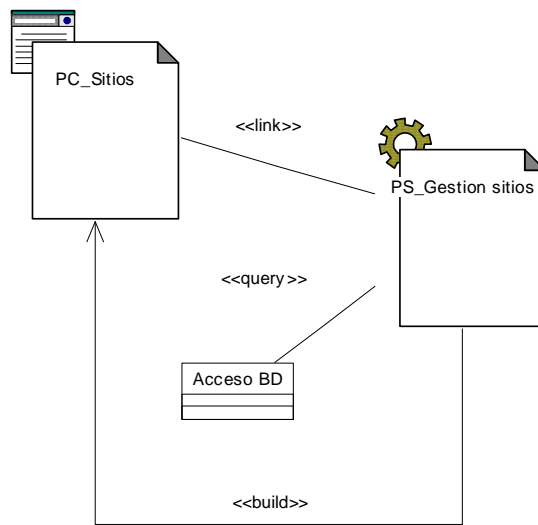 PC_Sitios
<<link>>
PS_Gestion sitios
<<query>>
Acceso BD
<<build>>